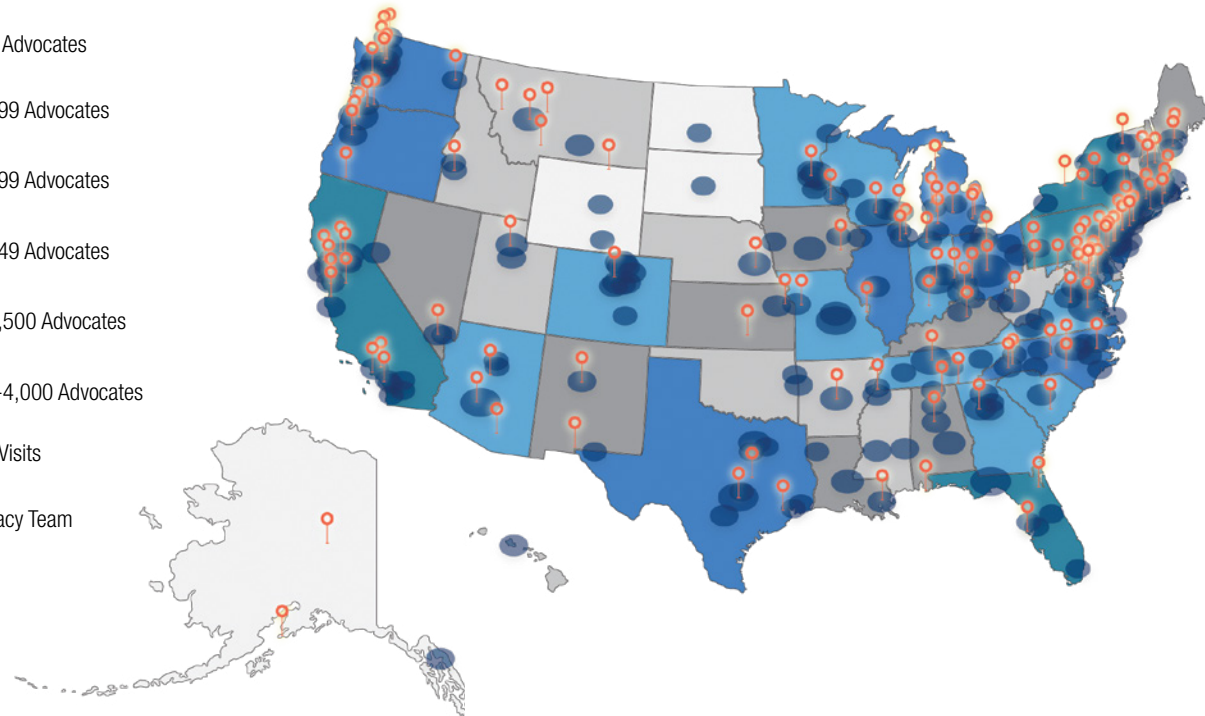 Advocates
99 Advocates
99 Advocates
49 Advocates
,500 Advocates
-4,000 Advocates
Visits
acy Team